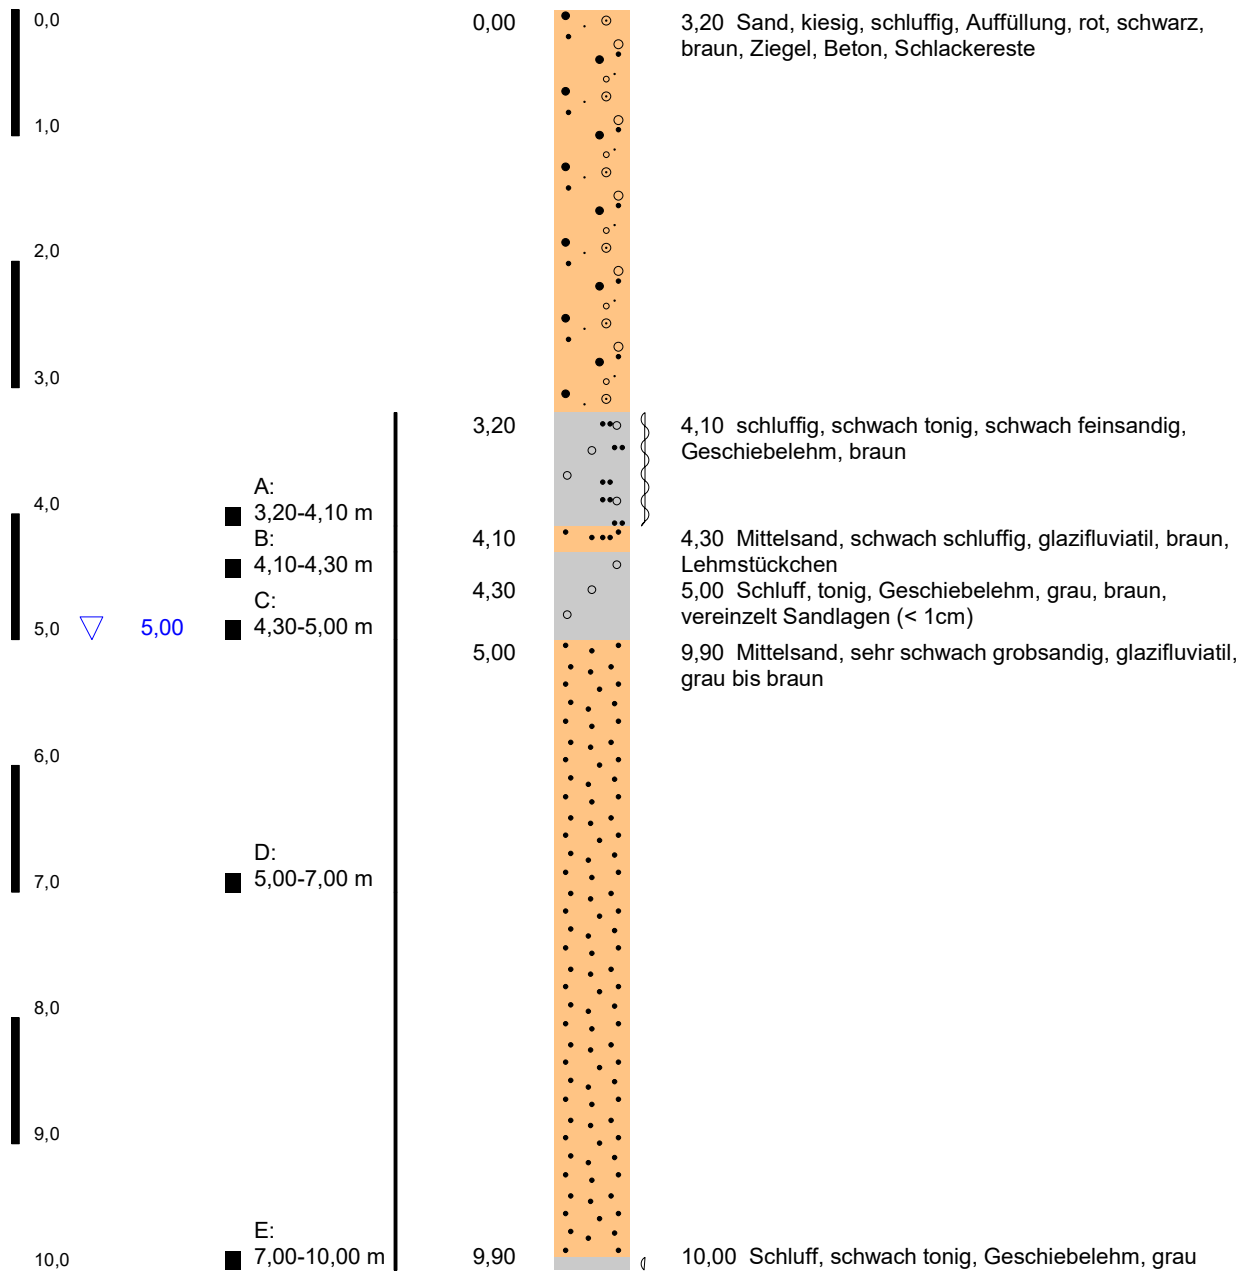 0,0
0,00
3,20 Sand, kiesig, schluffig, Auffüllung, rot, schwarz,
braun, Ziegel, Beton, Schlackereste
1,0
2,0
3,0
3,20
4,10 schluffig, schwach tonig, schwach feinsandig,
Geschiebelehm, braun
4,0
A:
3,20-4,10 m
B:
4,10-4,30 m
4,10
4,30 Mittelsand, schwach schluffig, glazifluviatil, braun,
Lehmstückchen
4,30
5,00 Schluff, tonig, Geschiebelehm, grau, braun,
vereinzelt Sandlagen (< 1cm)
C:
4,30-5,00 m
5,0
5,00
5,00
9,90 Mittelsand, sehr schwach grobsandig, glazifluviatil,
grau bis braun
6,0
D:
5,00-7,00 m
7,0
8,0
9,0
E:
7,00-10,00 m
10,0
9,90
10,00 Schluff, schwach tonig, Geschiebelehm, grau